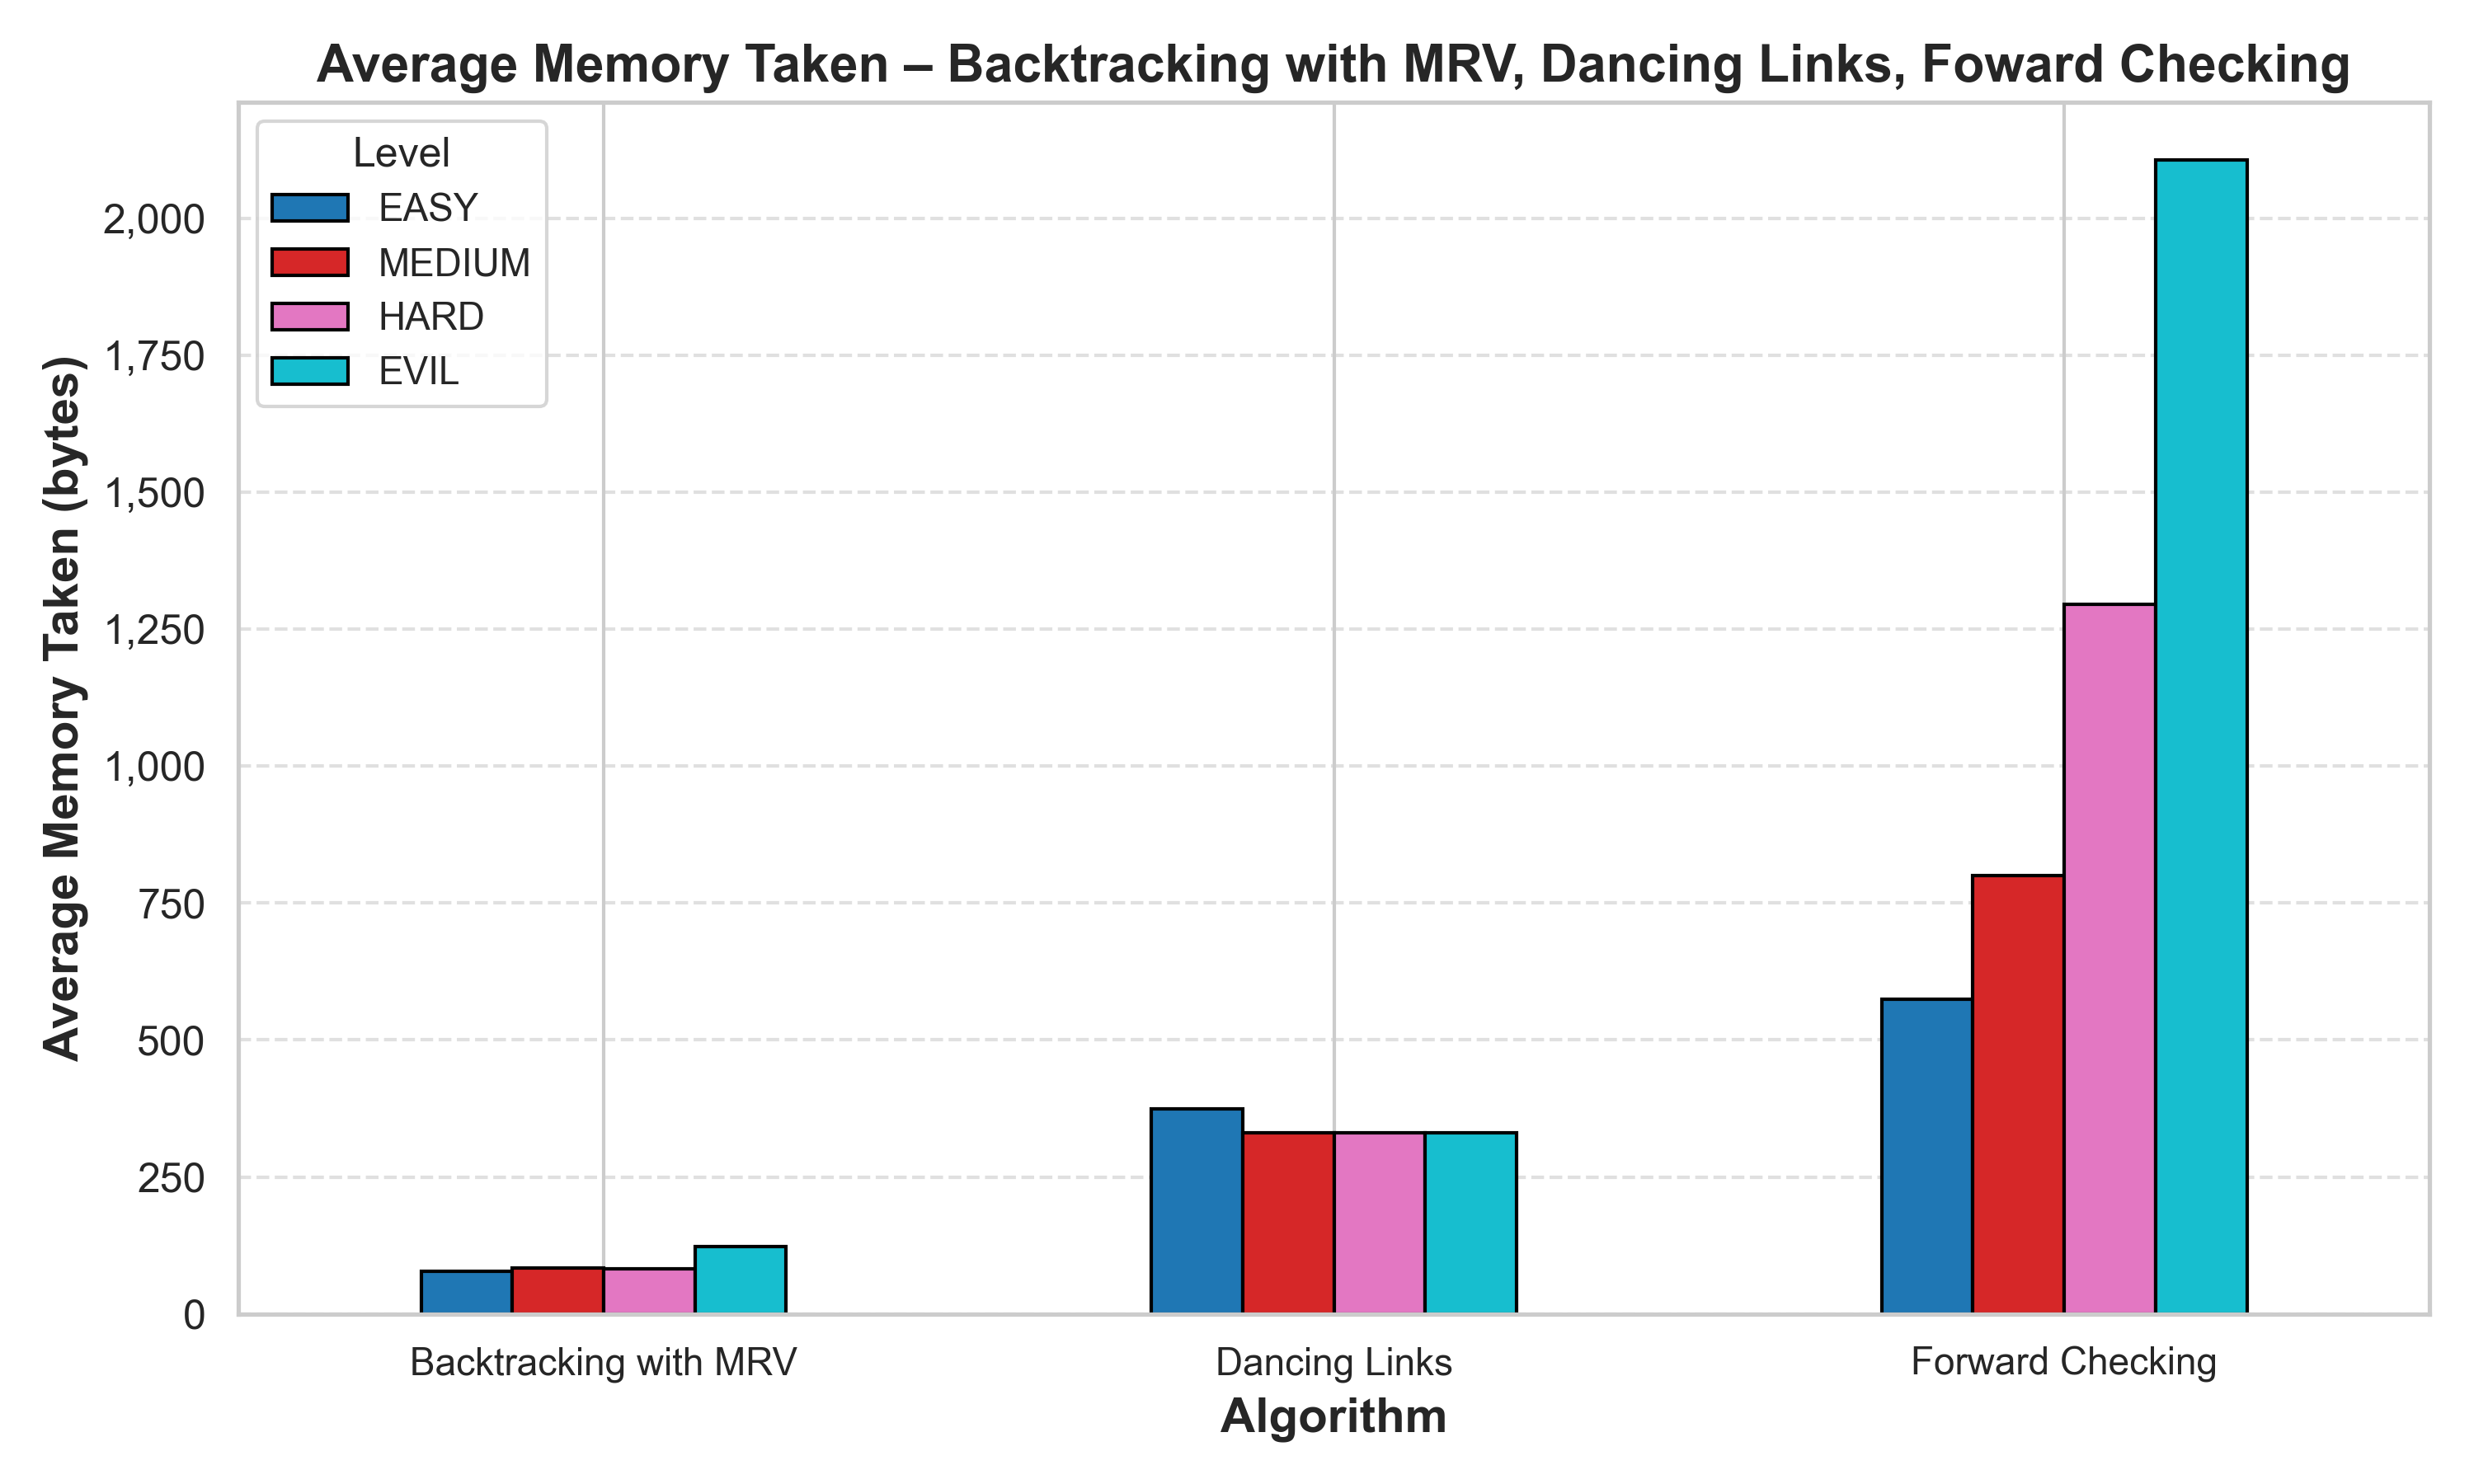 Average Memory Taken – Backtracking with MRV, Dancing Links, Foward Checking
Level
EASY
MEDIUM
HARD
EVIL
Average Memory Taken (bytes)
2,000
1,750
1,500
1,250
1,000
750
500
250
0
Backtracking with MRV
Dancing Links
Forward Checking
Algorithm